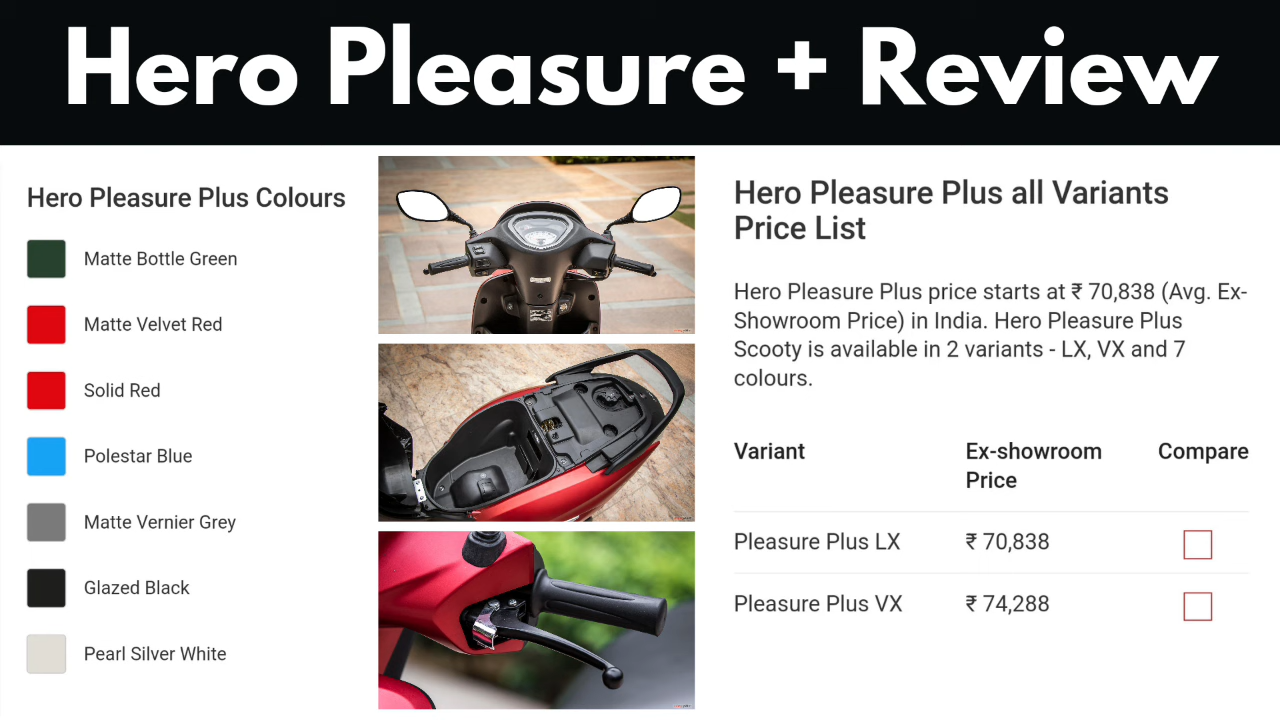 Hero Pleasure + Review
Hero Pleasure Plus Colours
Matte Bottle Green
Matte Velvet Red
Solid Red
Polestar Blue
Matte Vernier Grey
Glazed Black
Pearl Silver White
Hero Pleasure Plus all Variants
Price List
Hero Pleasure Plus price starts at ₹ 70,838 (Avg. Ex-
Showroom Price) in India. Hero Pleasure Plus
Scooty is available in 2 variants - LX, VX and 7
colours.
Variant Ex-showroom Compare
Price
Pleasure Plus LX ₹ 70,838
Pleasure Plus VX ₹ 74,288